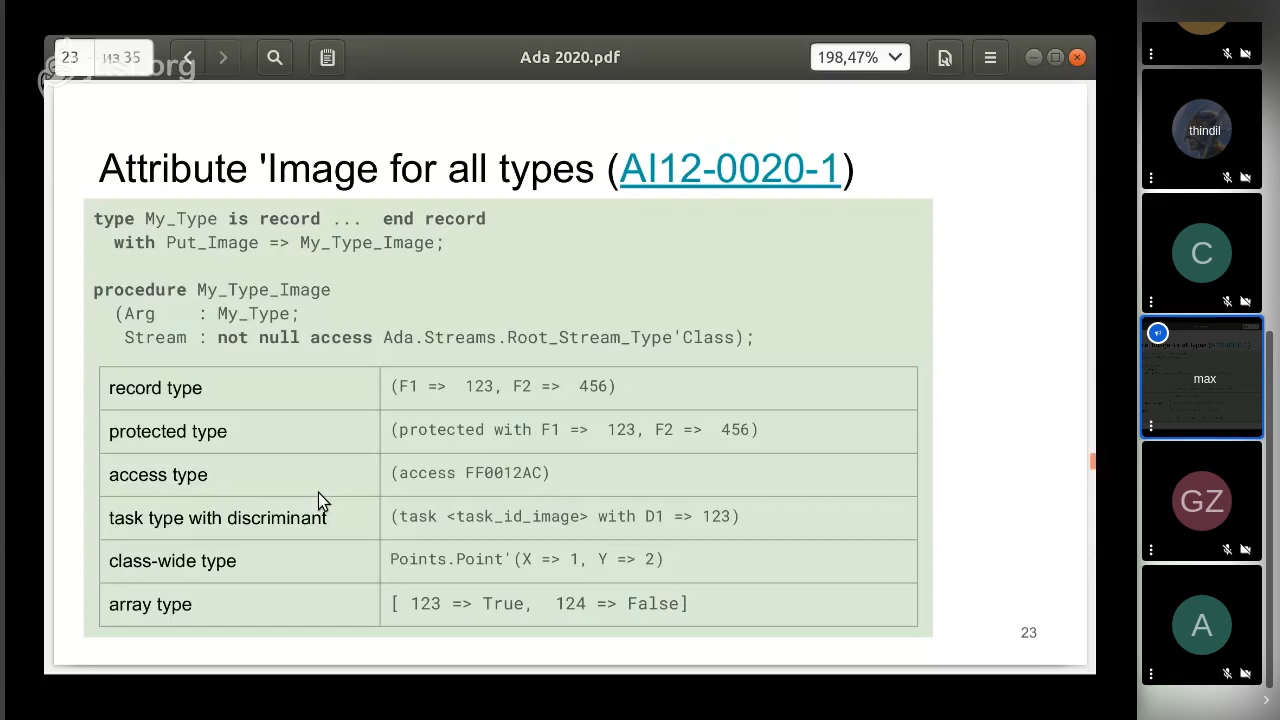 23 из 35
Ada 2020.pdf
198,47%
Attribute 'Image for all types (AI12-0020-1)
type My_Type is record ... end record
with Put_Image => My_Type_Image;
procedure My_Type_Image
(Arg : My_Type;
Stream : not null access Ada.Streams.Root_Stream_Type'Class);
record type (F1 => 123, F2 => 456)
protected type (protected with F1 => 123, F2 => 456)
access type (access FF0012AC)
task type with discriminant (task <task_id_image> with D1 => 123)
class-wide type Points.Point'(X => 1, Y => 2)
array type [ 123 => True, 124 => False]
23
thindil
C
max
GZ
A